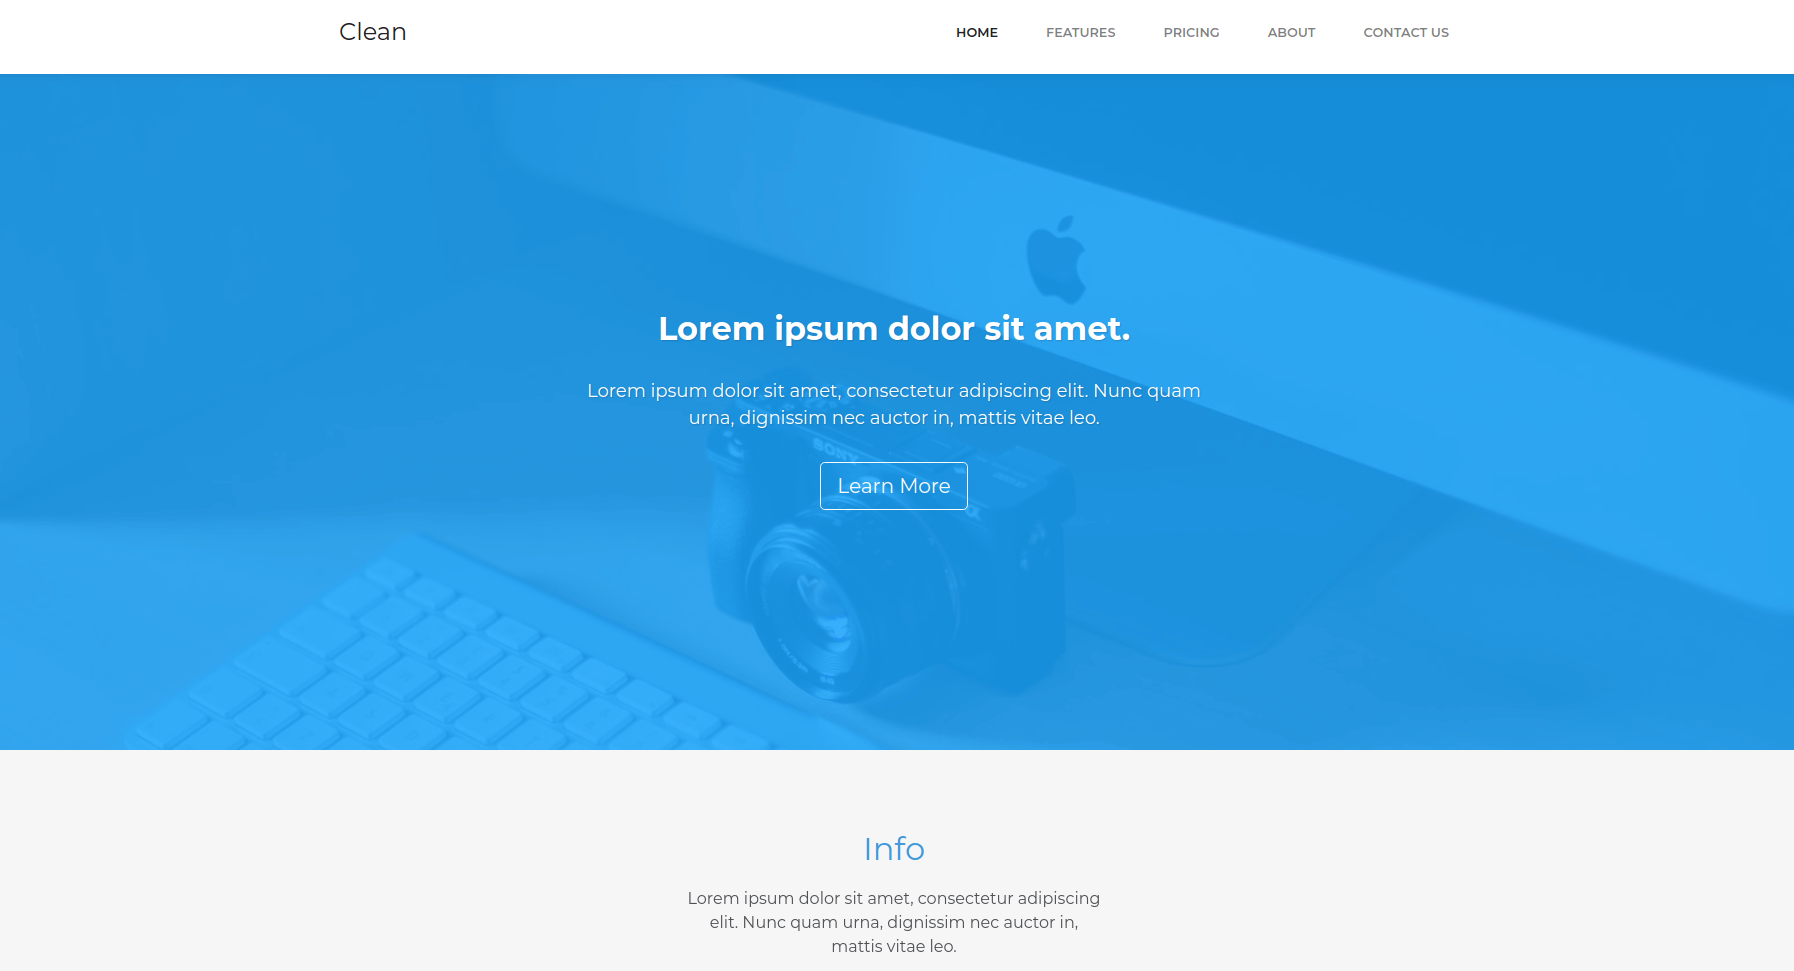 Clean
HOME FEATURES PRICING ABOUT CONTACT US
Lorem ipsum dolor sit amet.
Lorem ipsum dolor sit amet, consectetur adipiscing elit. Nunc quam
urna, dignissim nec auctor in, mattis vitae leo.
SONY
Learn More
α
Info
Lorem ipsum dolor sit amet, consectetur adipiscing
elit. Nunc quam urna, dignissim nec auctor in,
mattis vitae leo.